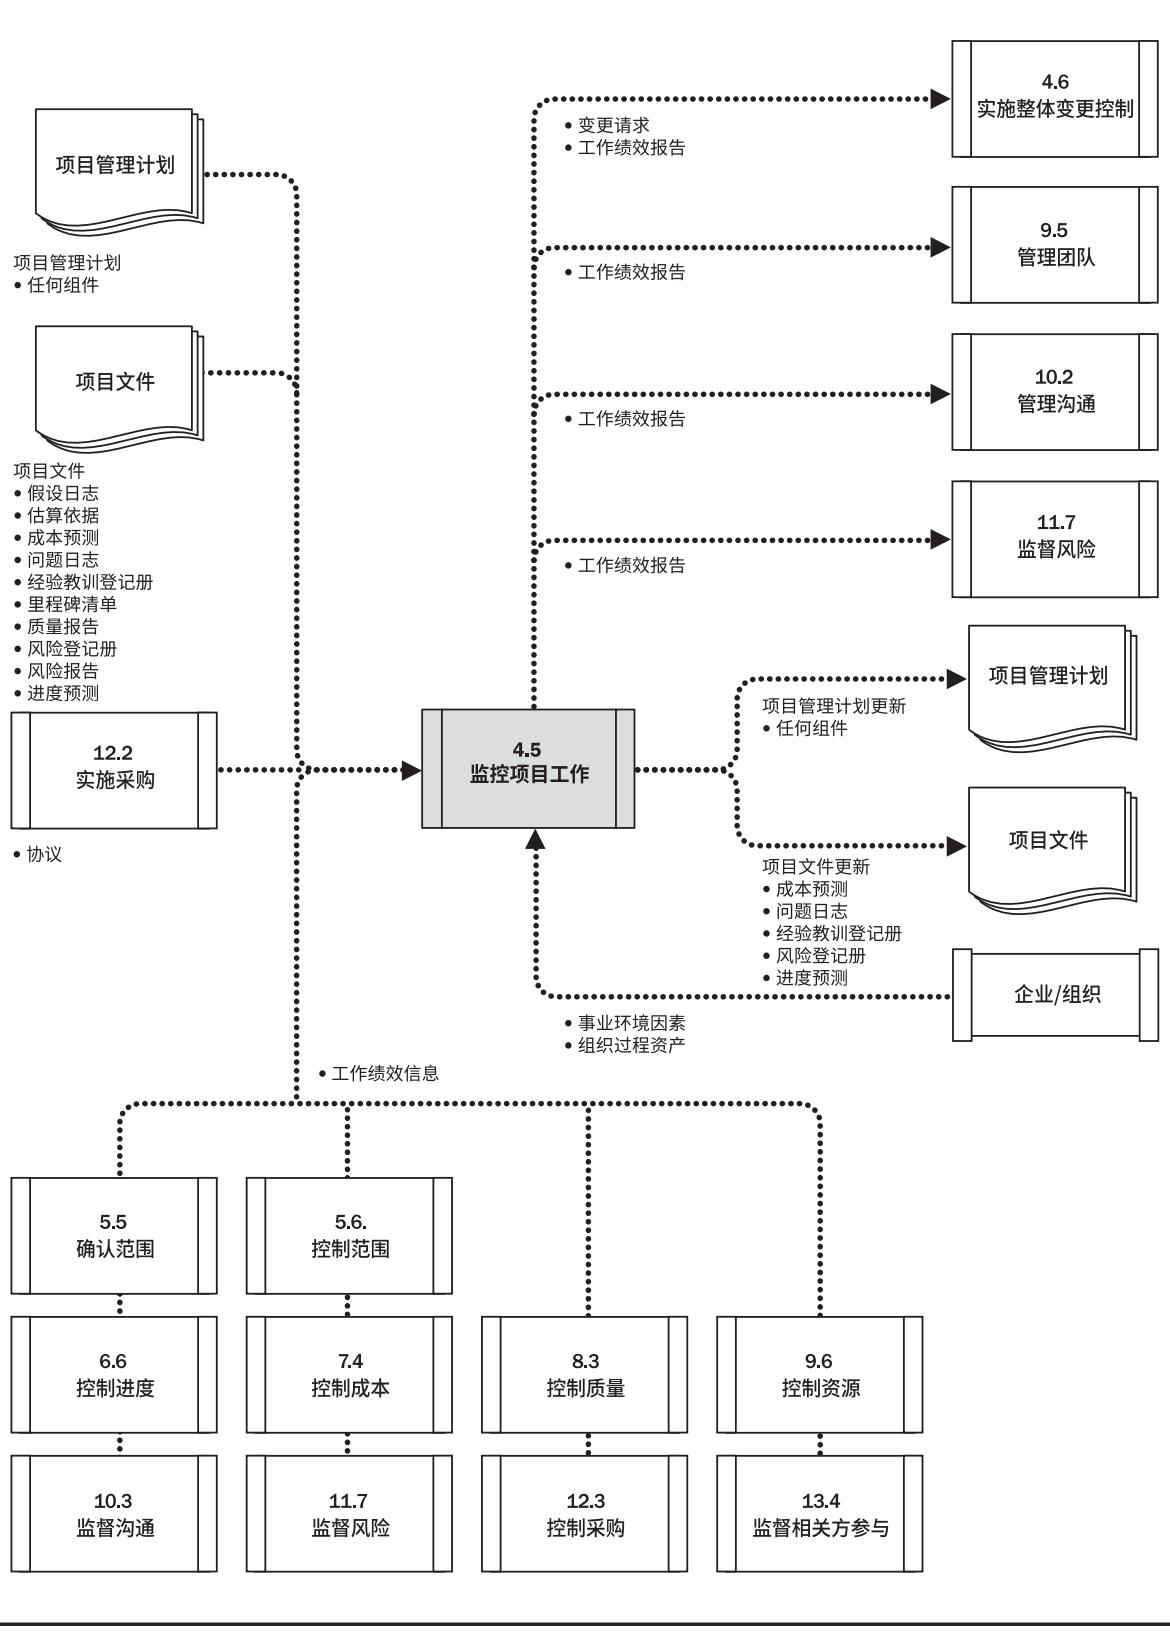 项目管理计划
项目管理计划
• 任何组件
项目文件
项目文件
• 假设日志
• 估算依据
• 成本预测
• 问题日志
• 经验教训登记册
• 里程碑清单
• 质量报告
• 风险登记册
• 风险报告
• 进度预测
12.2
实施采购
• 协议
4.6
实施整体变更控制
• 变更请求
• 工作绩效报告
9.5
管理团队
• 工作绩效报告
10.2
管理沟通
• 工作绩效报告
11.7
监督风险
• 工作绩效报告
4.5
监控项目工作
项目管理计划
项目管理计划更新
• 任何组件
项目文件
项目文件更新
• 成本预测
• 问题日志
• 经验教训登记册
• 风险登记册
• 进度预测
企业/组织
• 事业环境因素
• 组织过程资产
• 工作绩效信息
5.5
确认范围
5.6.
控制范围
6.6
控制进度
7.4
控制成本
8.3
控制质量
9.6
控制资源
10.3
监督沟通
11.7
监督风险
12.3
控制采购
13.4
监督相关方参与